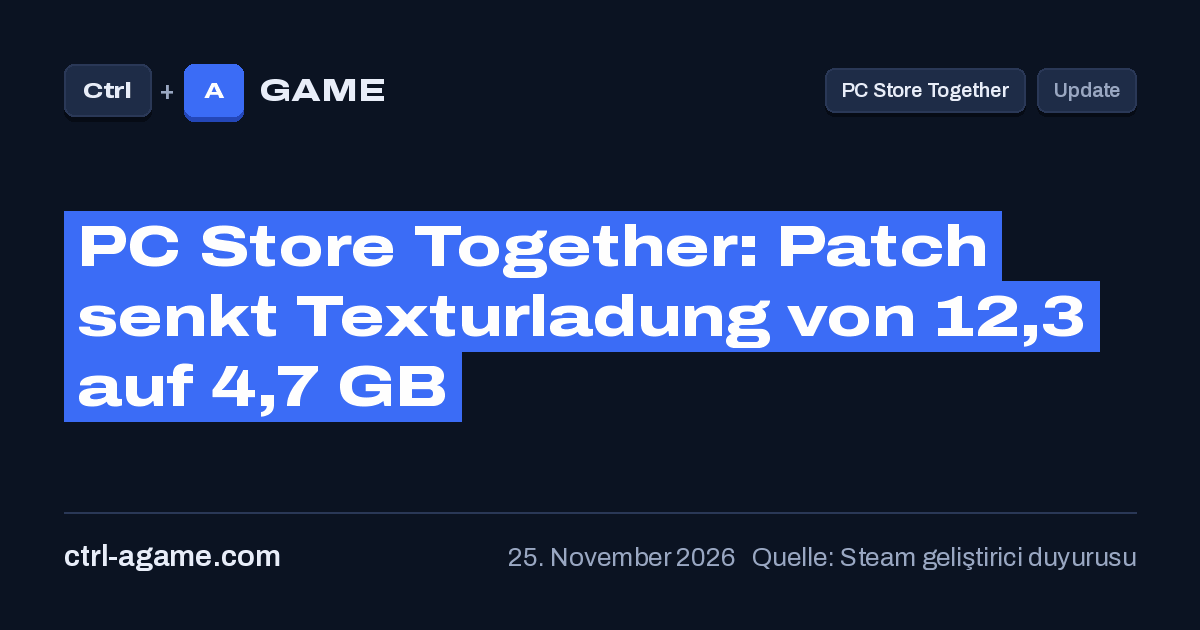 Ctrl + A GAME
PC Store Together
Update
PC Store Together: Patch
senkt Texturladung von 12,3
auf 4,7 GB
ctrl-agame.com
25. November 2026 Quelle: Steam geliştirici duyurusu